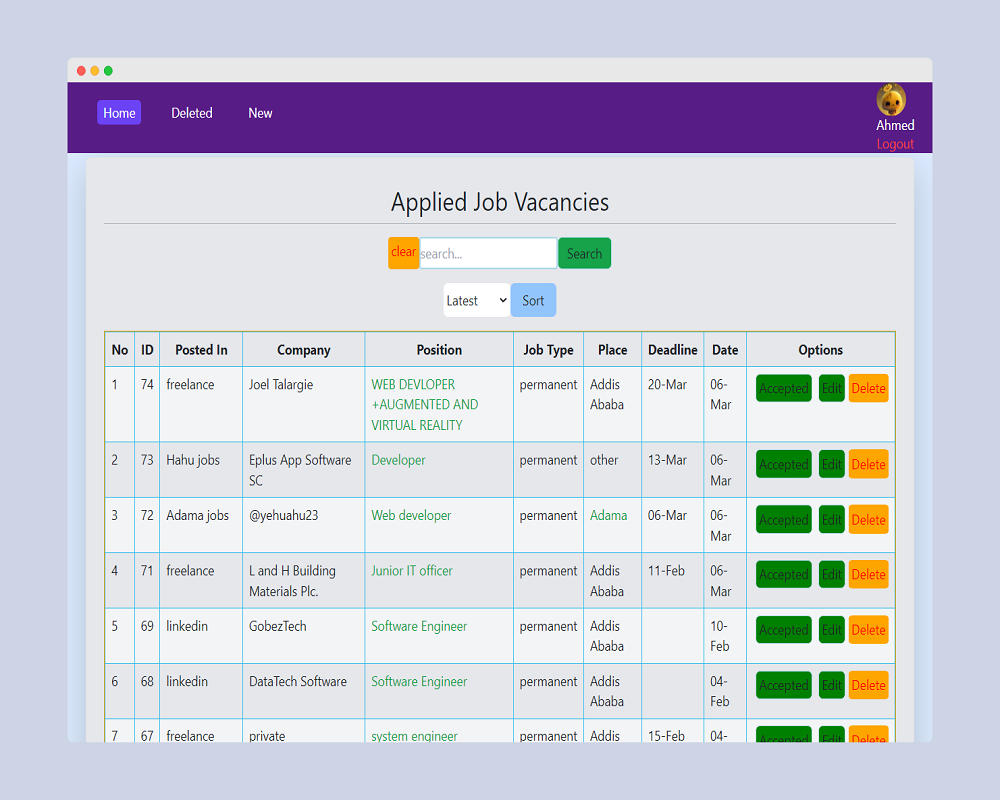 Home Deleted New
Ahmed
Logout
Applied Job Vacancies
clear search... Search
Latest Sort
No ID Posted In Company Position Job Type Place Deadline Date Options
1 74 freelance Joel Talargie WEB DEVLOPER permanent Addis 20-Mar 06- Accepted Edit Delete
+AUGMENTED AND Ababa Mar
VIRTUAL REALITY
2 73 Hahu jobs Eplus App Software Developer permanent other 13-Mar 06- Accepted Edit Delete
SC Mar
3 72 Adama jobs @yehuahu23 Web developer permanent Adama 06-Mar 06- Accepted Edit Delete
Mar
4 71 freelance L and H Building Junior IT officer permanent Addis 11-Feb 06- Accepted Edit Delete
Materials Plc. Ababa Mar
5 69 linkedin GobezTech Software Engineer permanent Addis 10- Accepted Edit Delete
Ababa Feb
6 68 linkedin DataTech Software Software Engineer permanent Addis 04- Accepted Edit Delete
Ababa Feb
7 67 freelance private system engineer permanent Addis 15-Feb 04- Accepted Edit Delete